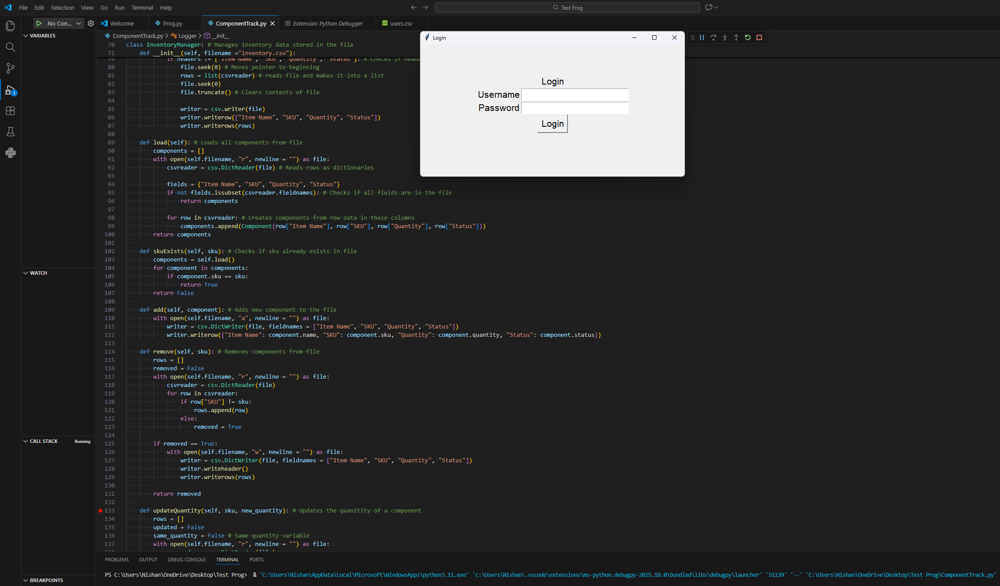 File Edit Selection View Go Run Terminal Help
Test Prog
No Con...
Welcome
Prog.py
ComponentTrack.py
Extension: Python Debugger
users.csv
VARIABLES
ComponentTrack.py > Logger > __init__
70 class InventoryManager: # Manages inventory data stored in the file
71 def __init__(self, filename ="inventory.csv"):
79 if headers != ["Item Name", "SKU", "Quantity", "Status"]: # Checks if heade
80 file.seek(0) # Moves pointer to beginning
81 rows = list(csvreader) # reads file and makes it into a list
82 file.seek(0)
83 file.truncate() # Clears contents of file
84
85 writer = csv.writer(file)
86 writer.writerow(["Item Name", "SKU", "Quantity", "Status"])
87 writer.writerows(rows)
88
89 def load(self): # Loads all components from file
90 components = []
91 with open(self.filename, "r", newline = "") as file:
92 csvreader = csv.DictReader(file) # Reads rows as dictionaries
93
94 fields = {"Item Name", "SKU", "Quantity", "Status"}
95 if not fields.issubset(csvreader.fieldnames): # Checks if all fields are in the file
96 return components
97
98 for row in csvreader: # Creates components from row data in these columns
99 components.append(Component(row["Item Name"], row["SKU"], row["Quantity"], row["Status"]))
100 return components
101
102 def skuExists(self, sku): # Checks if sku already exists in file
103 components = self.load()
104 for component in components:
105 if component.sku == sku:
106 return True
107 return False
108
109 def add(self, component): # Adds new component to the file
110 with open(self.filename, "a", newline = "") as file:
111 writer = csv.DictWriter(file, fieldnames = ["Item Name", "SKU", "Quantity", "Status"])
112 writer.writerow({"Item Name": component.name, "SKU": component.sku, "Quantity": component.quantity, "Status": component.status})
113
114 def remove(self, sku): # Removes components from file
115 rows = []
116 removed = False
117 with open(self.filename, "r", newline = "") as file:
118 csvreader = csv.DictReader(file)
119 for row in csvreader:
120 if row["SKU"] != sku:
121 rows.append(row)
122 else:
123 removed = True
124
125 if removed == True:
126 with open(self.filename, "w", newline = "") as file:
127 writer = csv.DictWriter(file, fieldnames = ["Item Name", "SKU", "Quantity", "Status"])
128 writer.writeheader()
129 writer.writerows(rows)
130
131 return removed
132
133 def updateQuantity(self, sku, new_quantity): # Updates the quanitity of a component
134 rows = []
135 updated = False
136 same_quantity = False # Same quantity variable
137 with open(self.filename, "r", newline = "") as file:
Login
Login
Username
Password
Login
1
WATCH
CALL STACK Running
BREAKPOINTS
PROBLEMS OUTPUT DEBUG CONSOLE TERMINAL PORTS
PS C:\Users\Nishan\OneDrive\Desktop\Test Prog> & 'C:\Users\Nishan\AppData\Local\Microsoft\WindowsApps\python3.11.exe' 'c:\Users\Nishan\.vscode\extensions\ms-python.debugpy-2025.18.0\bundled\libs\debugpy\launcher' '51139' '--' 'C:\Users\Nishan\OneDrive\Desktop\Test Prog\ComponentTrack.py'